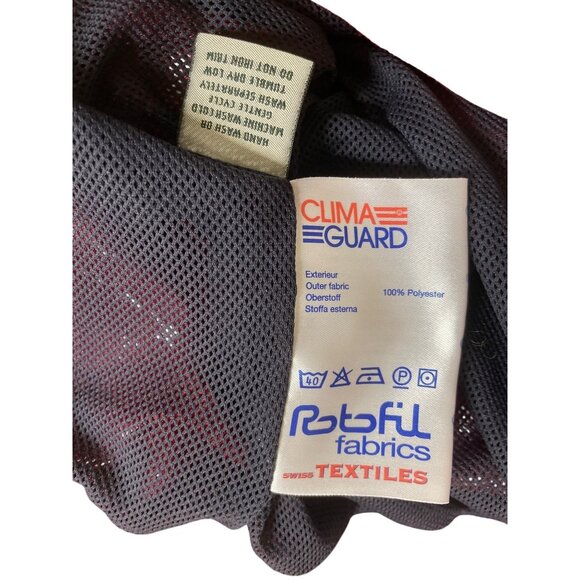 HAND WASH OR
MACHINE WASH COLD
GENTLE CYCLE
WASH SEPARATELY
TUMBLE DRY LOW
DO NOT IRON TRIM
CLIMA
GUARD
Exterieur
Outer fabric
Oberstoff
Stoffa esterna
100% Polyester
40
P
Rotofil
fabrics
SWISS TEXTILES